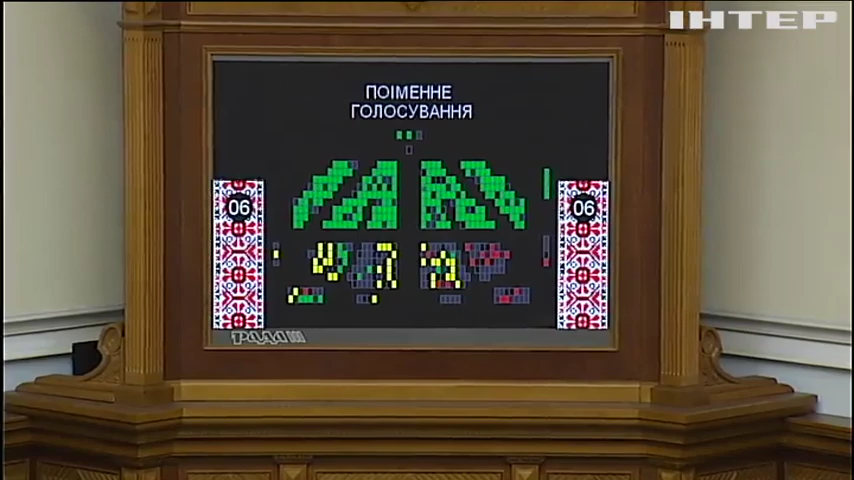 ІНТЕР
ПОІМЕННЕ
ГОЛОСУВАННЯ
06
06
РАДА